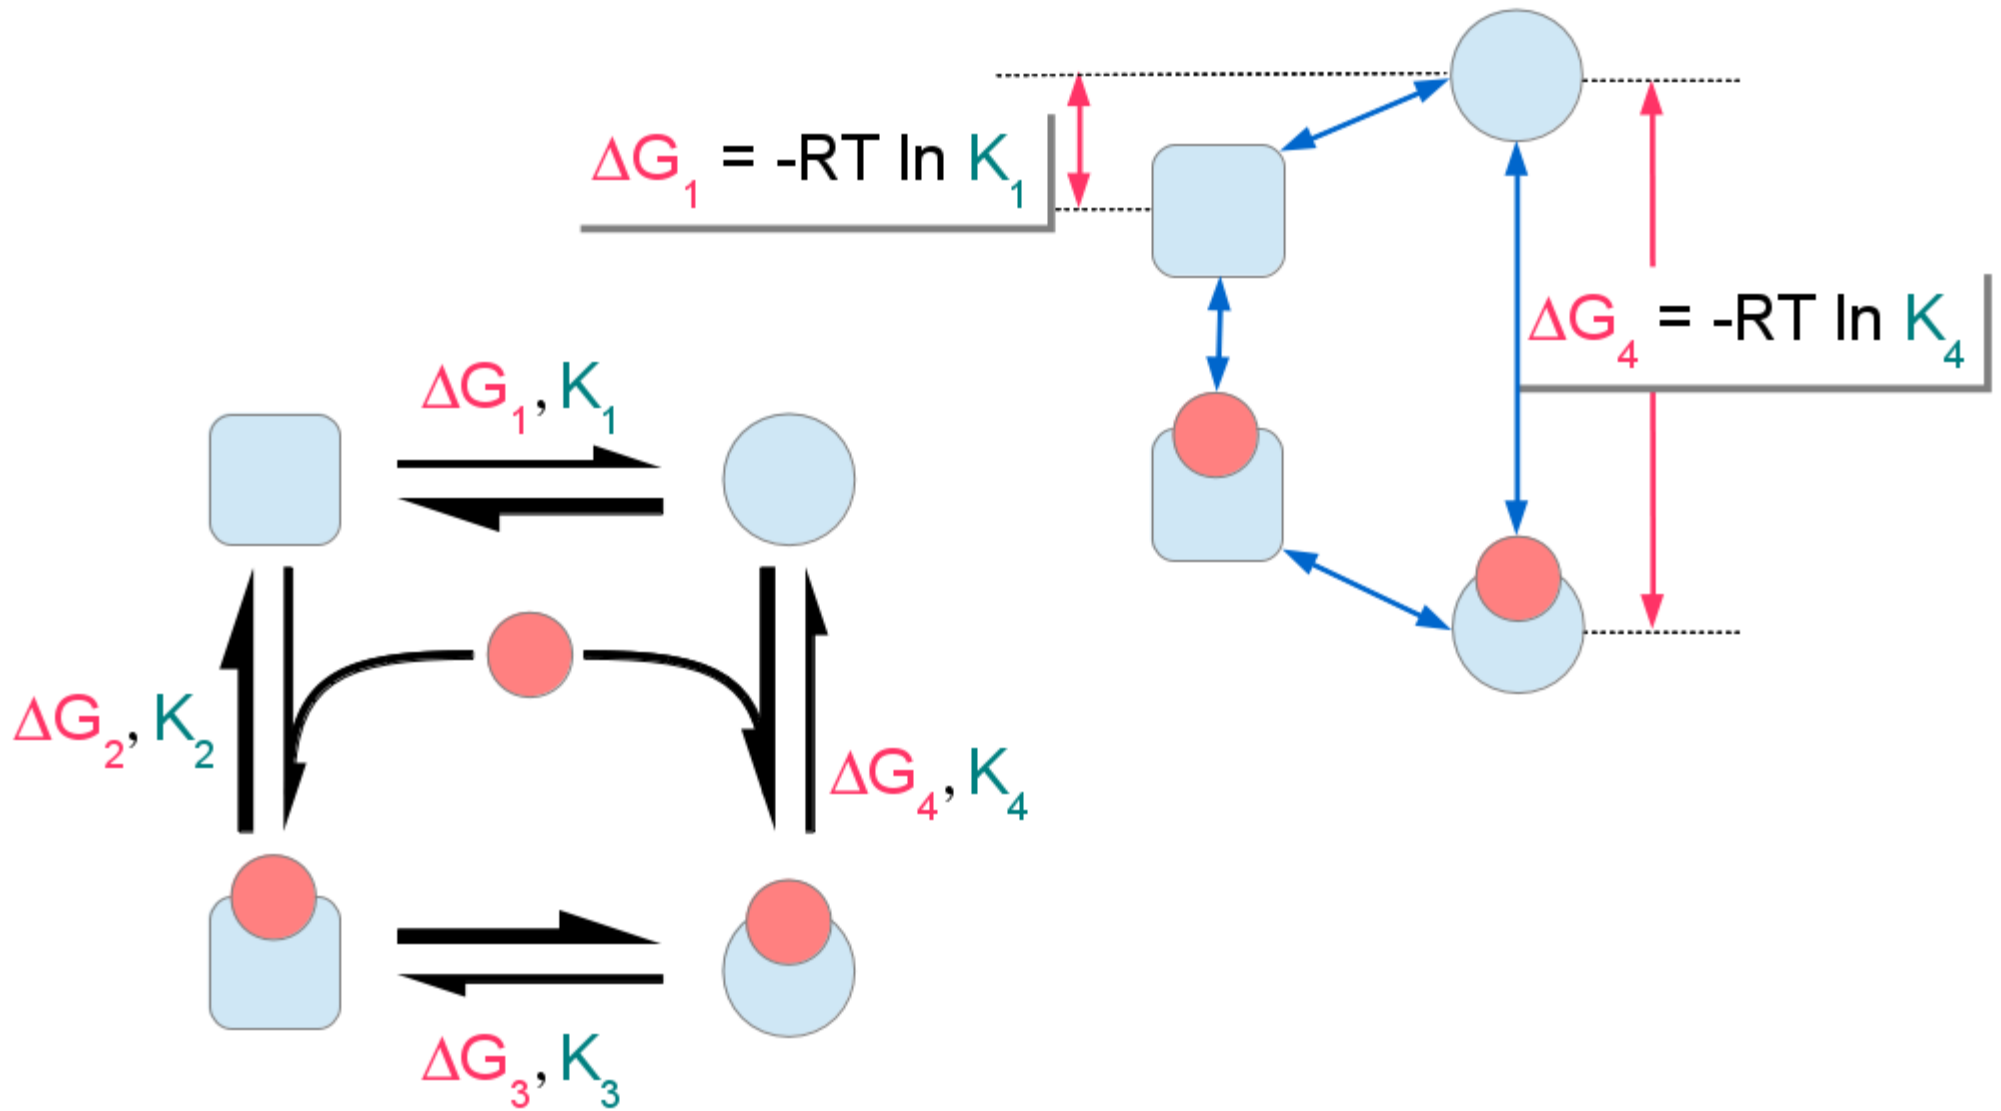 ΔG₁ = -RT ln K₁
ΔG₄ = -RT ln K₄
ΔG₁, K₁
ΔG₂, K₂
ΔG₄, K₄
ΔG₃, K₃